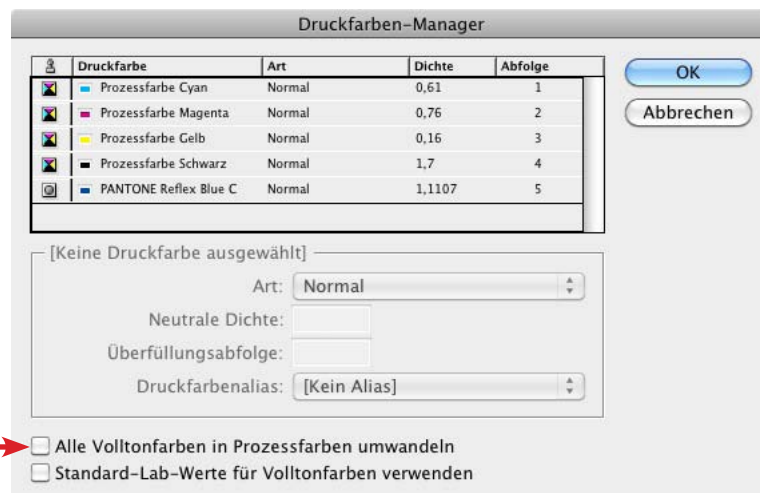 Druckfarben-Manager
Druckfarbe Art Dichte Abfolge
Prozessfarbe Cyan Normal 0,61 1
Prozessfarbe Magenta Normal 0,76 2
Prozessfarbe Gelb Normal 0,16 3
Prozessfarbe Schwarz Normal 1,7 4
PANTONE Reflex Blue C Normal 1,1107 5
OK
Abbrechen
[Keine Druckfarbe ausgewählt]
Art: Normal
Neutrale Dichte:
Überfüllungsabfolge:
Druckfarbenalias: [Kein Alias]
Alle Volltonfarben in Prozessfarben umwandeln
Standard-Lab-Werte für Volltonfarben verwenden